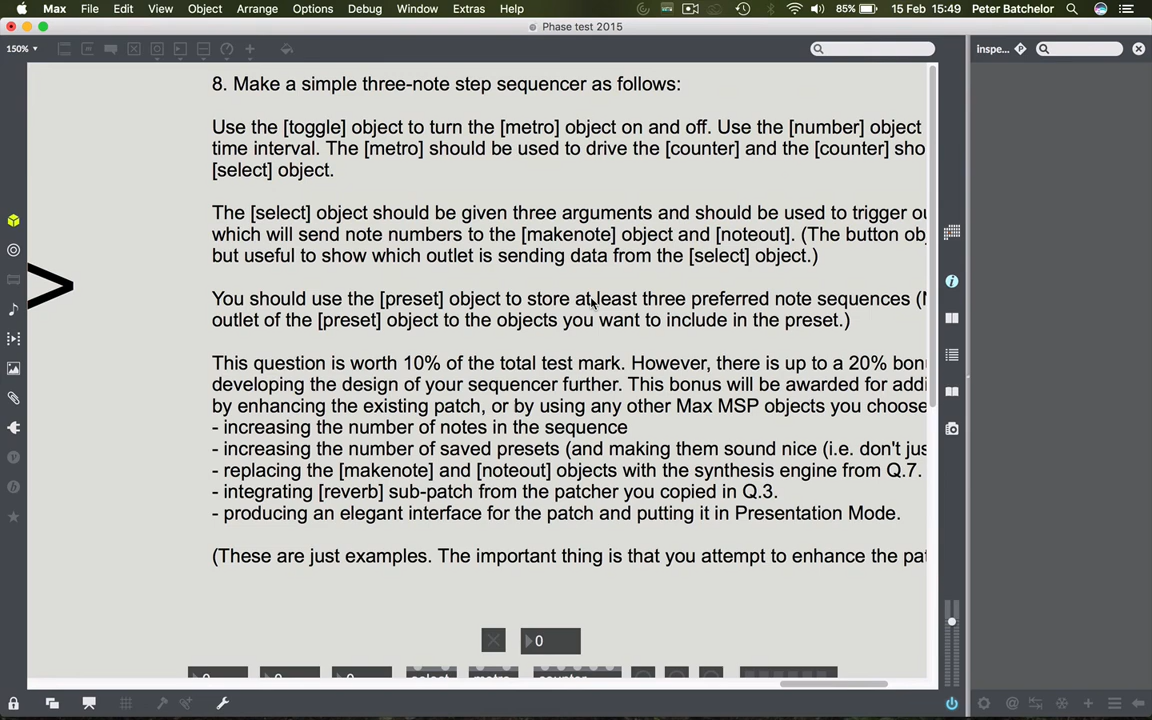 Max File Edit View Object Arrange Options Debug Window Extras Help 85% 15 Feb 15:49 Peter Batchelor
Phase test 2015
150%
inspe...
8. Make a simple three-note step sequencer as follows:
Use the [toggle] object to turn the [metro] object on and off. Use the [number] object
time interval. The [metro] should be used to drive the [counter] and the [counter] sho
[select] object.
The [select] object should be given three arguments and should be used to trigger ou
which will send note numbers to the [makenote] object and [noteout]. (The button obj
but useful to show which outlet is sending data from the [select] object.)
>
You should use the [preset] object to store at least three preferred note sequences (N
outlet of the [preset] object to the objects you want to include in the preset.)
This question is worth 10% of the total test mark. However, there is up to a 20% bonu
developing the design of your sequencer further. This bonus will be awarded for addi
by enhancing the existing patch, or by using any other Max MSP objects you choose
- increasing the number of notes in the sequence
- increasing the number of saved presets (and making them sound nice (i.e. don't jus
- replacing the [makenote] and [noteout] objects with the synthesis engine from Q.7.
- integrating [reverb] sub-patch from the patcher you copied in Q.3.
- producing an elegant interface for the patch and putting it in Presentation Mode.
(These are just examples. The important thing is that you attempt to enhance the pat
0
0 0 0 select metro counter